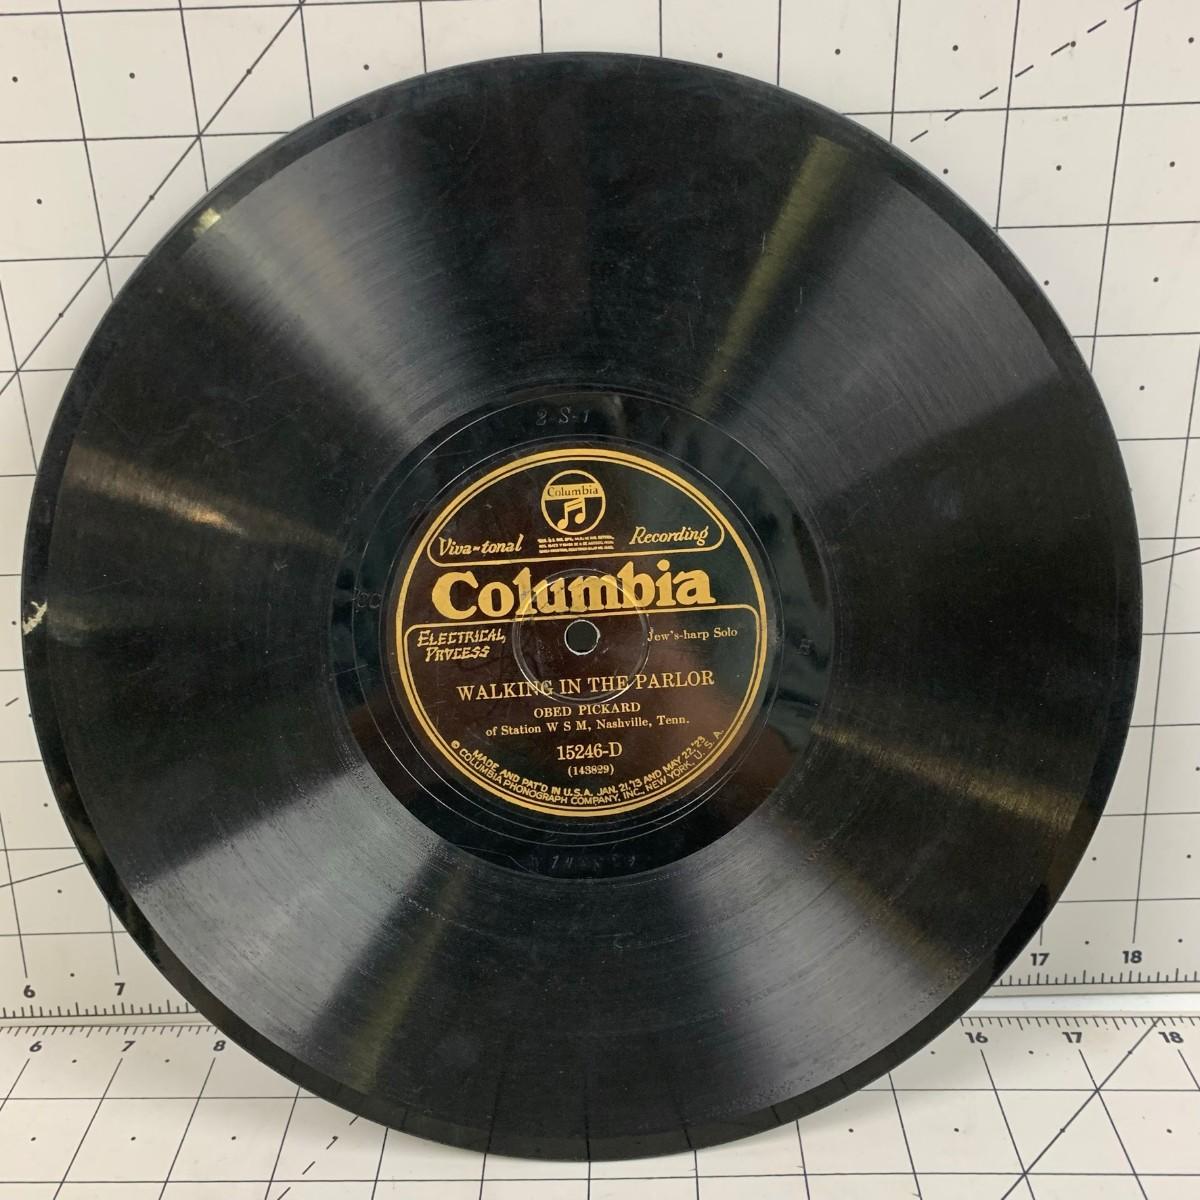 2-S-1
Columbia
Viva-tonal Recording
Columbia
ELECTRICAL PROCESS
Jew's-harp Solo
WALKING IN THE PARLOR
OBED PICKARD
of Station W S M, Nashville, Tenn.
15246-D
(143829)
MADE AND PAT'D IN U.S.A. JAN. 21,'13 AND MAY 22,'23
© COLUMBIA PHONOGRAPH COMPANY, INC., NEW YORK, U. S. A.
6 7 17 18
6 7 8 16 17 18